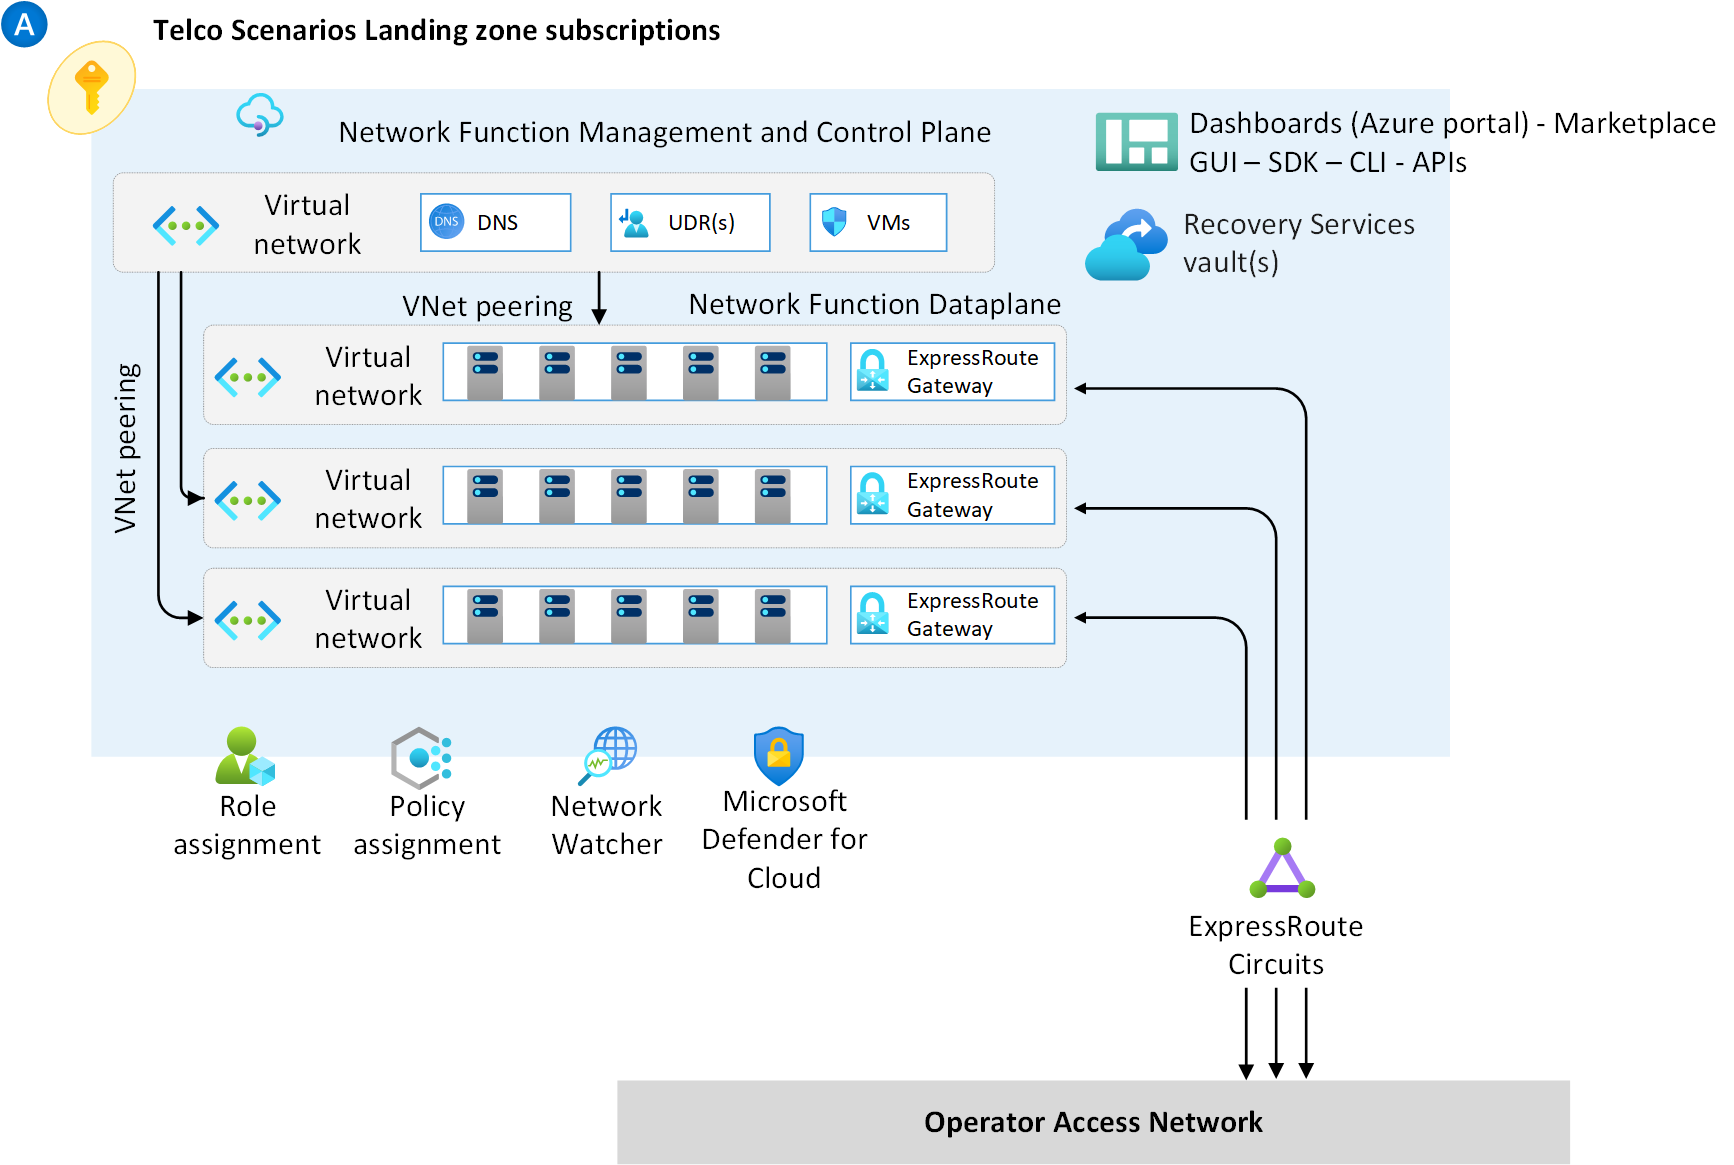 A
Telco Scenarios Landing zone subscriptions
Network Function Management and Control Plane
Dashboards (Azure portal) - Marketplace
GUI – SDK – CLI - APIs
Virtual
network
DNS
DNS
UDR(s)
VMs
Recovery Services
vault(s)
VNet peering
Network Function Dataplane
VNet peering
Virtual
network
ExpressRoute
Gateway
Virtual
network
ExpressRoute
Gateway
Virtual
network
ExpressRoute
Gateway
Role
assignment
Policy
assignment
Network
Watcher
Microsoft
Defender for
Cloud
ExpressRoute
Circuits
Operator Access Network